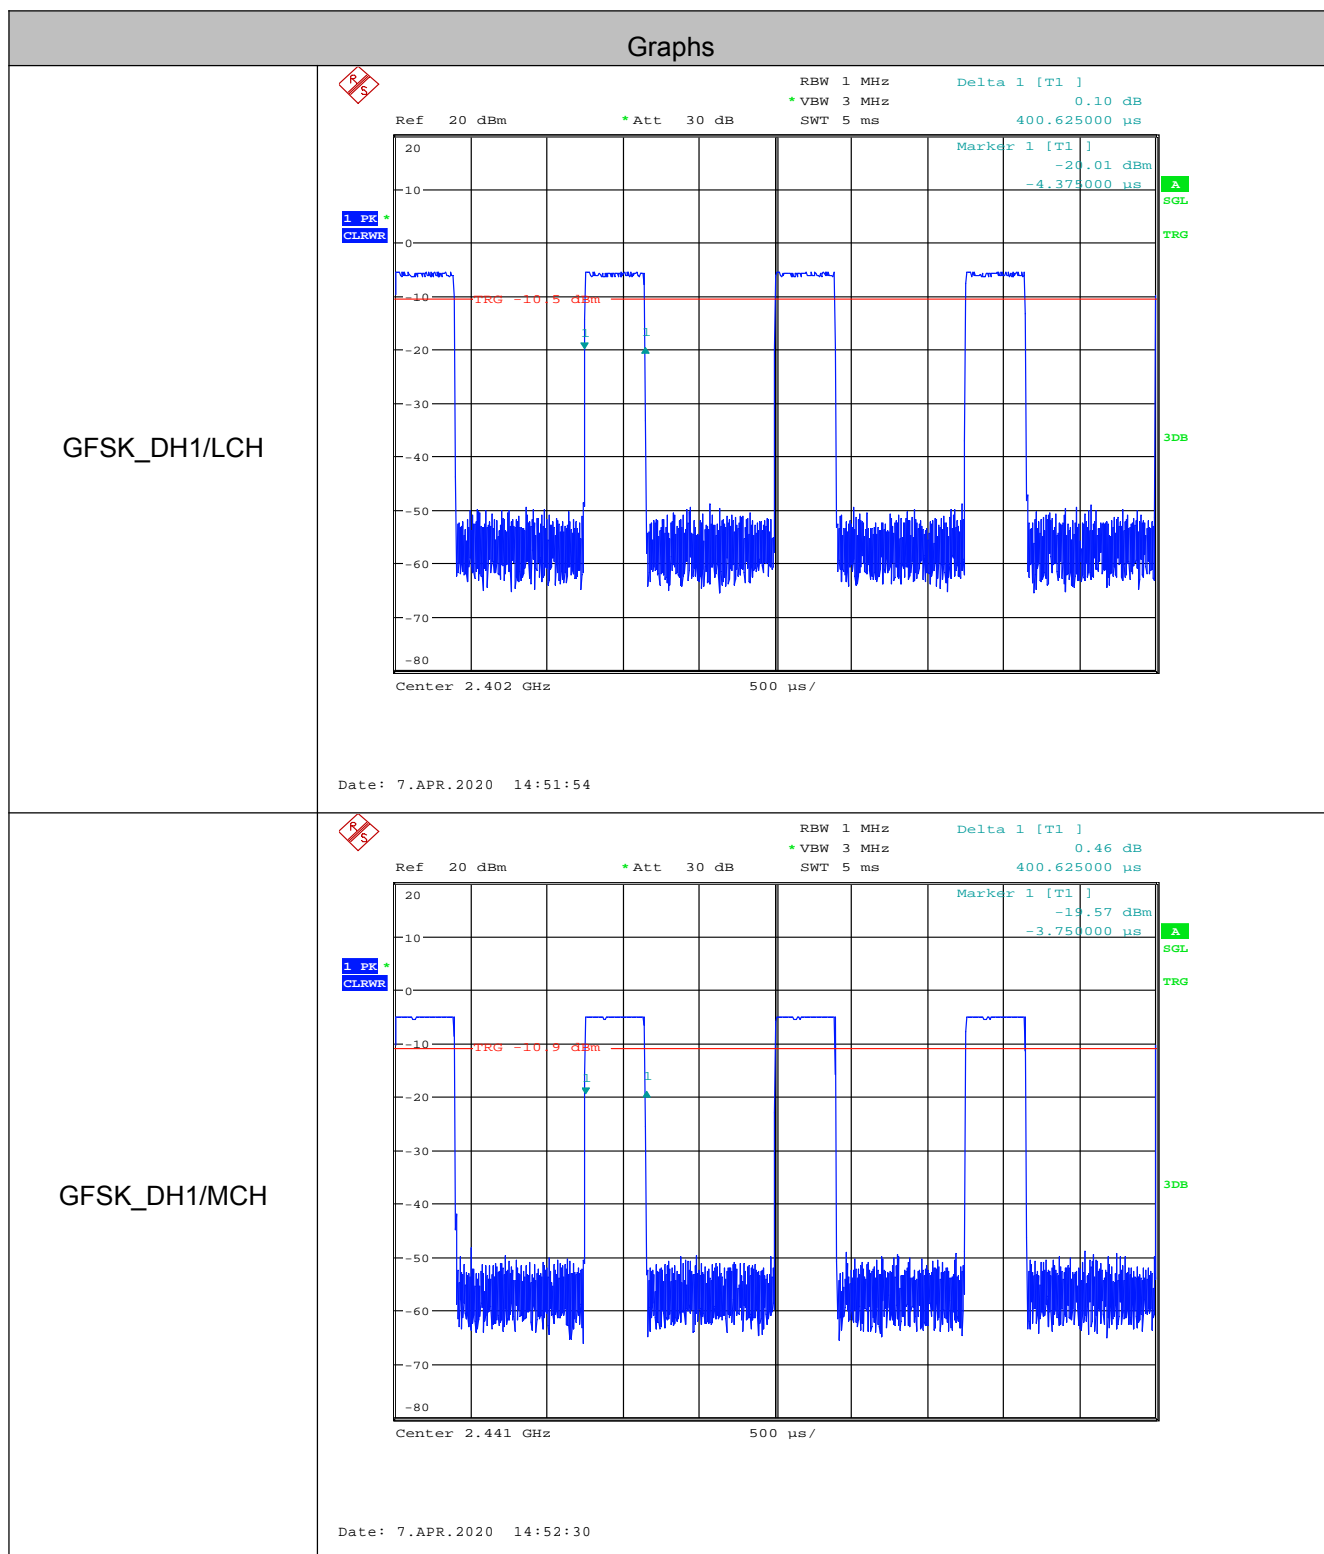 Graphs
GFSK_DH1/LCH
R S
RBW 1 MHz Delta 1 [T1 ]
* VBW 3 MHz 0.10 dB
Ref 20 dBm * Att 30 dB SWT 5 ms 400.625000 µs
20 Marker 1 [T1 ]
-20.01 dBm
10 -4.375000 µs A
SGL
1 PK *
CLRWR 0 TRG
-10 TRG -10.5 dBm
1 1
-20
-30
3DB
-40
-50
-60
-70
-80
Center 2.402 GHz 500 µs/
Date: 7.APR.2020 14:51:54
GFSK_DH1/MCH
R S
RBW 1 MHz Delta 1 [T1 ]
* VBW 3 MHz 0.46 dB
Ref 20 dBm * Att 30 dB SWT 5 ms 400.625000 µs
20 Marker 1 [T1 ]
-19.57 dBm
10 -3.750000 µs A
SGL
1 PK *
CLRWR 0 TRG
-10 TRG -10.9 dBm
1 1
-20
-30
3DB
-40
-50
-60
-70
-80
Center 2.441 GHz 500 µs/
Date: 7.APR.2020 14:52:30